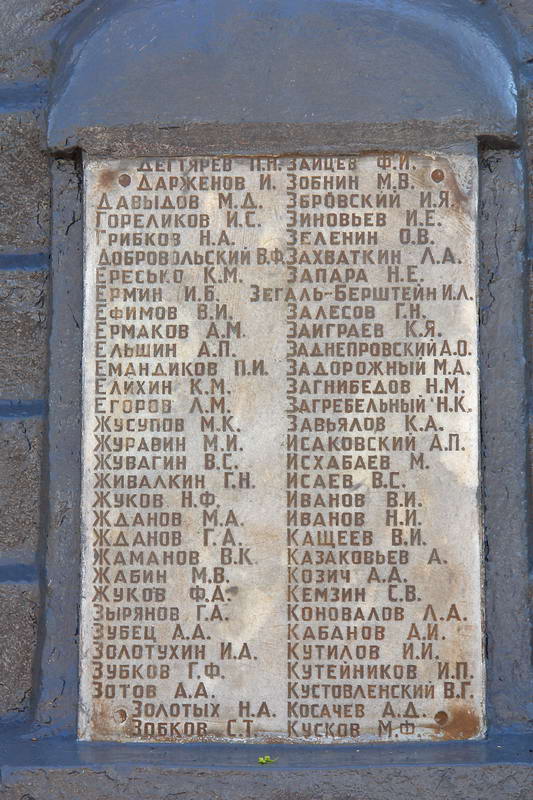 Дегтярев П.П.
Дарженов И.
Давыдов М.Д.
Гореликов И.С.
Грибков Н.А.
Добровольский В.Ф.
Ересько К.М.
Ермин И.Б.
Ефимов В.И.
Ермаков А.М.
Ельшин А.П.
Емандиков П.И.
Елихин К.М.
Егоров Л.М.
Жусупов М.К.
Журавин М.И.
Жувагин В.С.
Живалкин Г.Н.
Жуков Н.Ф.
Жданов М.А.
Жданов Г.А.
Жаманов В.К.
Жабин М.В.
Жуков Ф.А.
Зырянов Г.А.
Зубец А.А.
Золотухин И.А.
Зубков Г.Ф.
Зотов А.А.
Золотых Н.А.
Зобков С.Т.
Зайцев Ф.И.
Зобнин М.В.
Збровский И.Я.
Зиновьев И.Е.
Зеленин О.В.
Захваткин Л.А.
Запара Н.Е.
Зегаль-Берштейн И.Л.
Залесов Г.Н.
Заиграев К.Я.
Заднепровский А.О.
Задорожный М.А.
Загнибедов Н.М.
Загребельный Н.К.
Завьялов К.А.
Исаковский А.П.
Исхабаев М.
Исаев В.С.
Иванов В.И.
Иванов Н.И.
Кащеев В.И.
Казаковьев А.
Козич А.А.
Кемзин С.В.
Коновалов Л.А.
Кабанов А.И.
Кутилов И.И.
Кутейников И.П.
Кустовленский В.Г.
Косачев А.Д.
Кусков М.Ф.